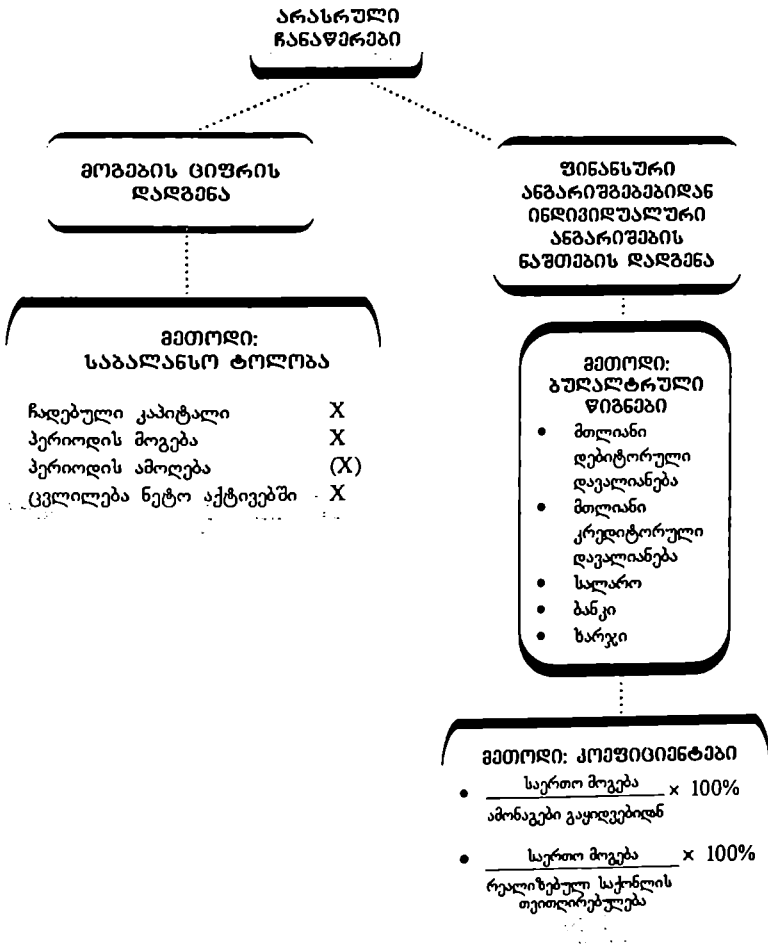 არასრული
ჩანაწერები
მოგების ციფრის
დადგენა
მეთოდი:
საბალანსო ტოლობა
ჩადებული კაპიტალი X
პერიოდის მოგება X
პერიოდის ამოღება (X)
ცვლილება ნეტო აქტივებში X
ფინანსური
ანგარიშგებებიდან
ინდივიდუალური
ანგარიშების
ნაშთების დადგენა
მეთოდი:
ბუღალტრული
წიგნები
• მთლიანი
დებიტორული
დავალიანება
• მთლიანი
კრედიტორული
დავალიანება
• სალარო
• ბანკი
• ხარჯი
მეთოდი: კოეფიციენტები
• საერთო მოგება × 100%
ამონაგები გაყიდვებიდნ
• საერთო მოგება × 100%
რეალიზებული საქონლის
თვითღირებულება